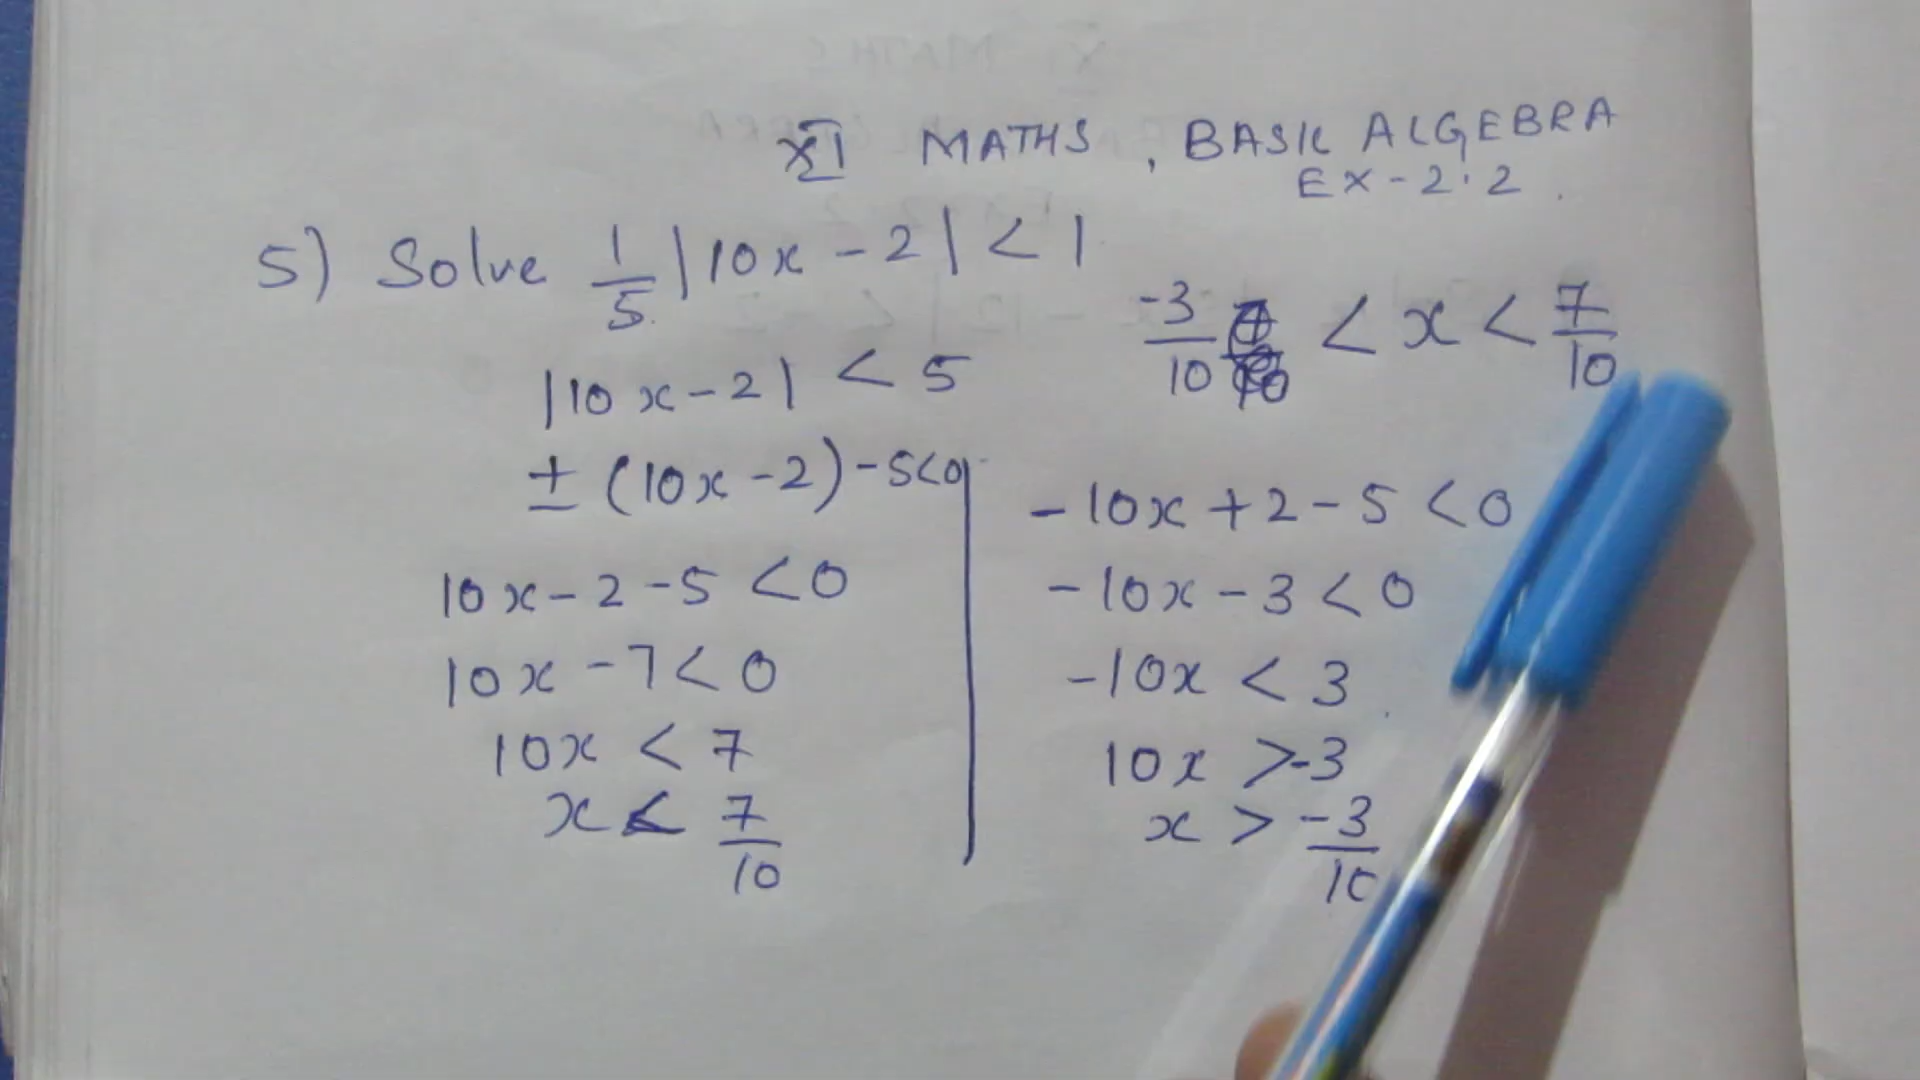 XI MATHS, BASIC ALGEBRA
EX-2.2
5) Solve 1/5 |10x-2| < 1
|10x-2| < 5
± (10x-2)-5<0
10x-2-5 <0
10x-7<0
10x < 7
x < 7/10
-3/10 < x < 7/10
-10x+2-5 <0
-10x-3<0
-10x < 3
10x >-3
x > -3/10